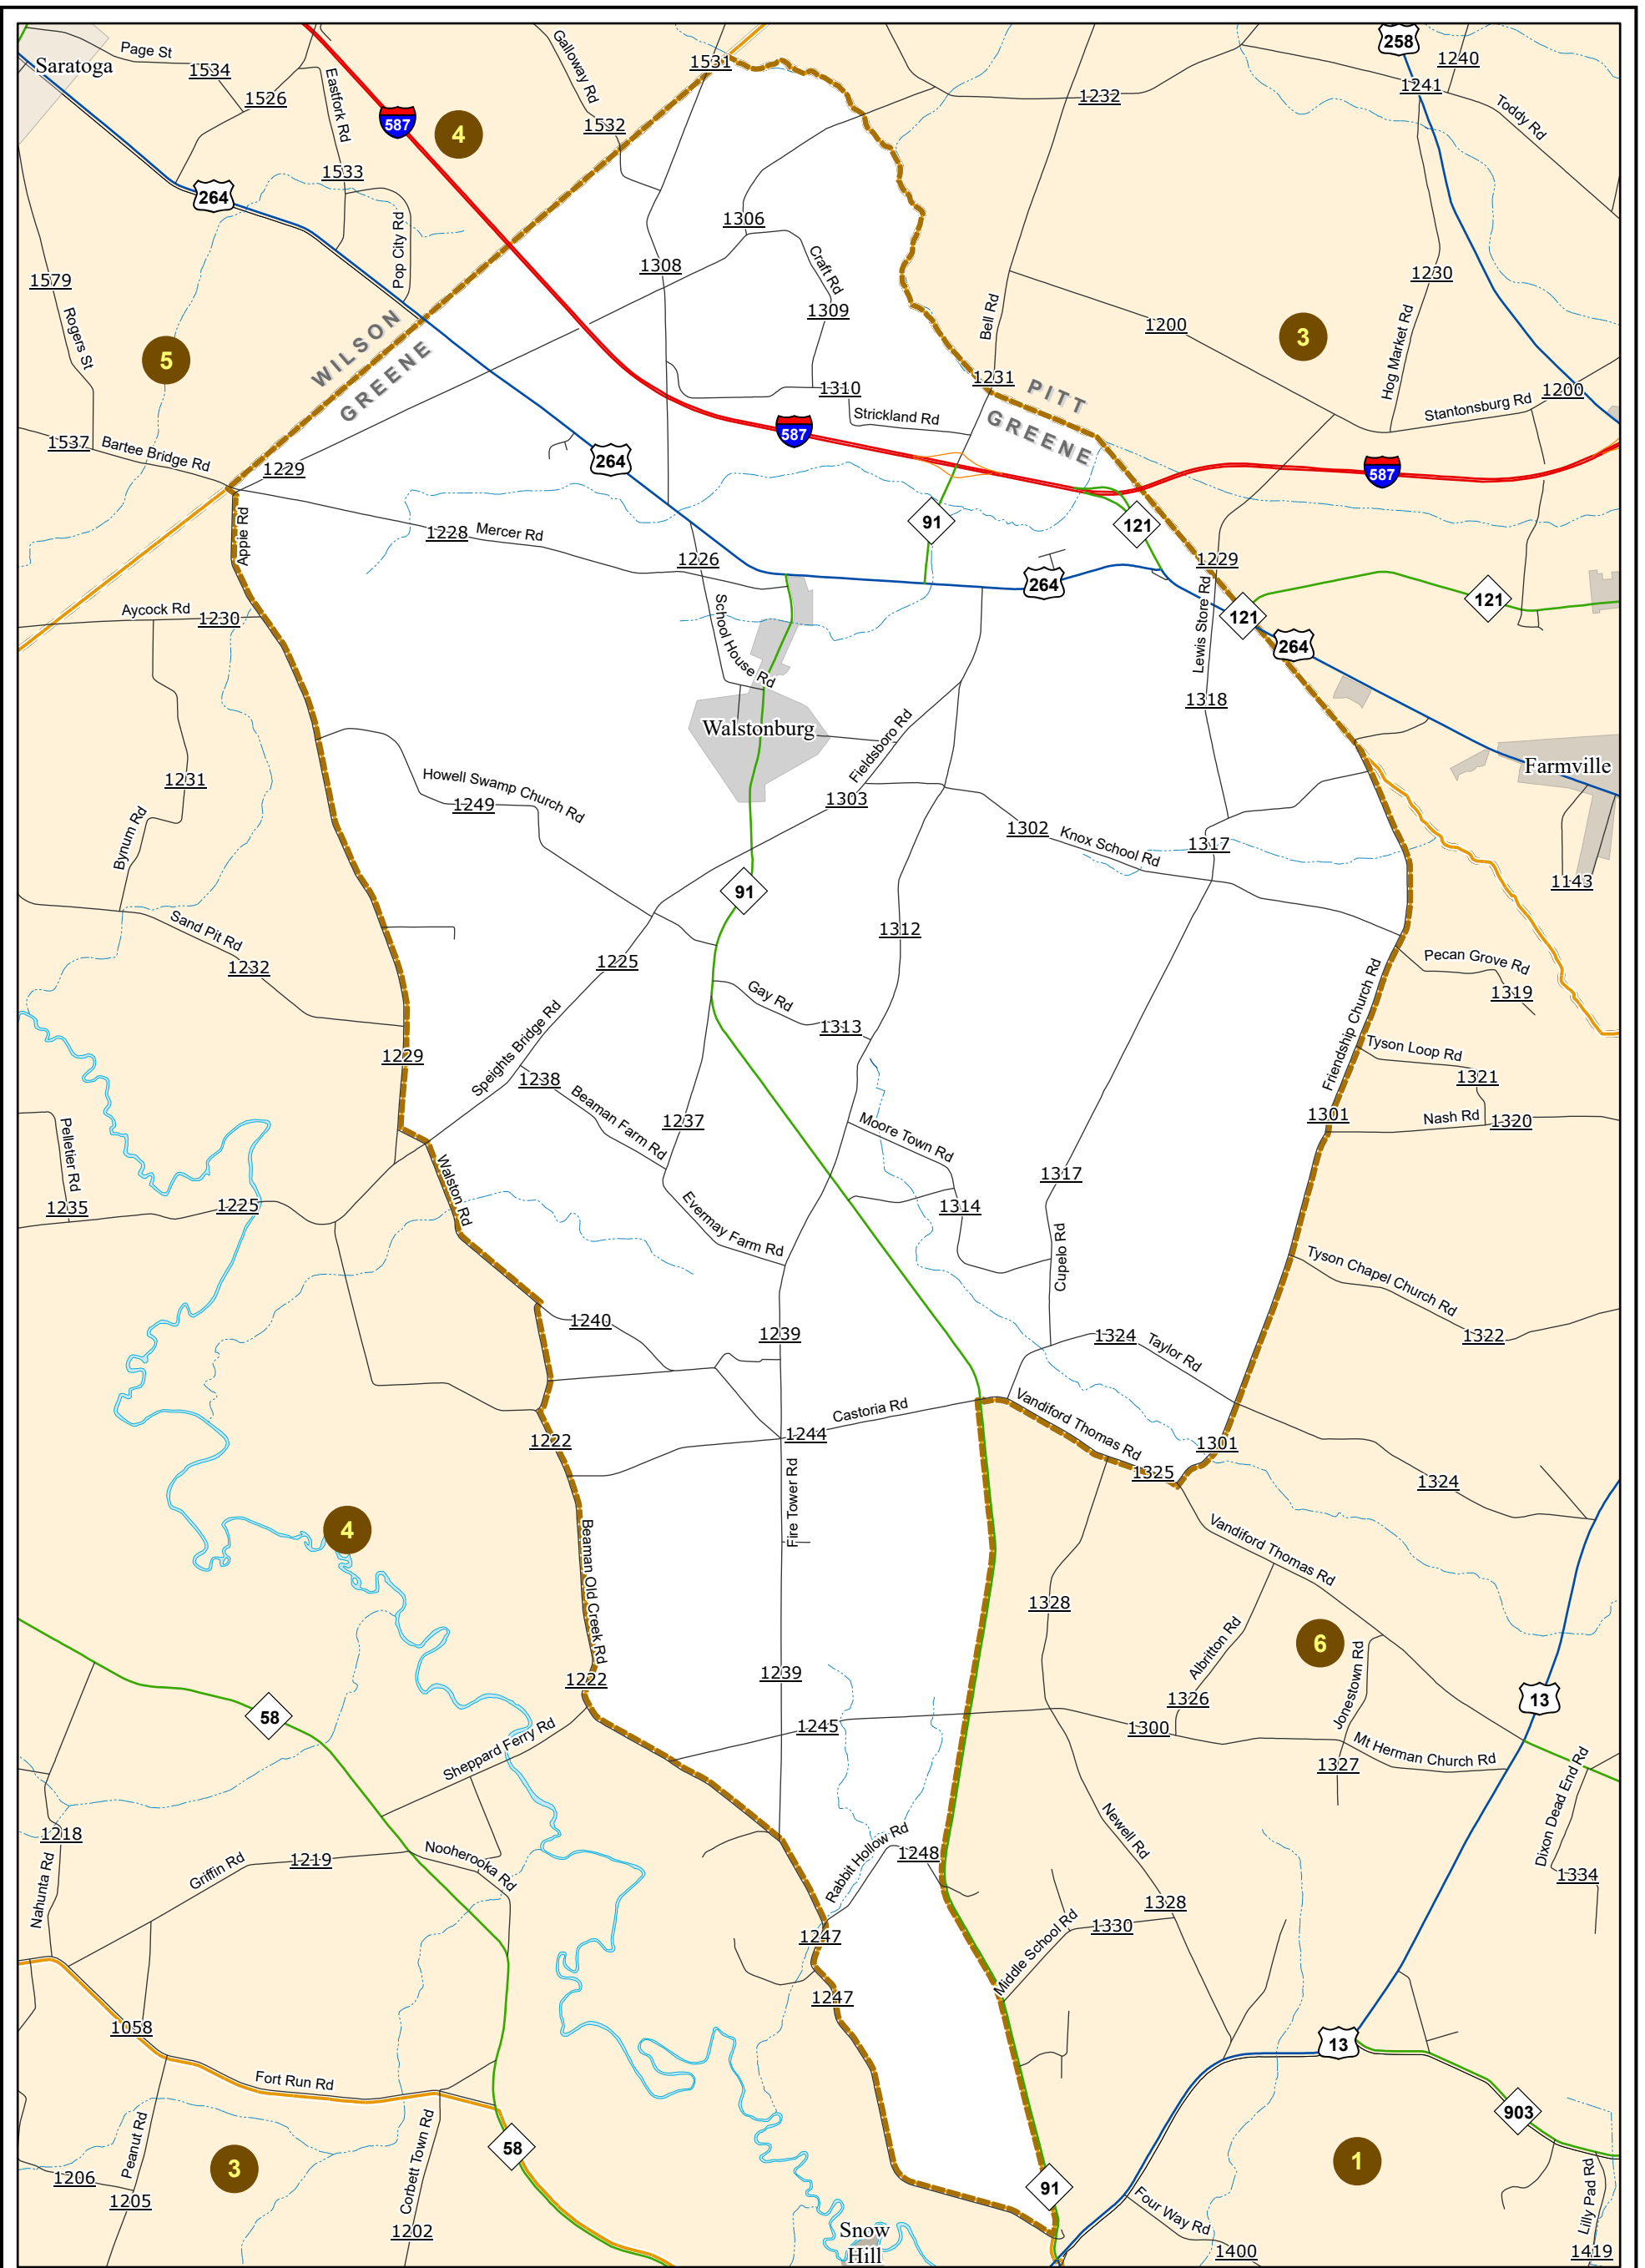 258
Page St
Galloway Rd
1240
Saratoga
1534
1531
1526
Eastfork Rd
1241
1232
Toddy Rd
587
4
1532
1533
264
Pop City Rd
1306
1308
Craft Rd
1579
1230
1309
Bell Rd
Rogers St
1200
3
Hog Market Rd
WILSON
GREENE
5
1231
PITT
GREENE
1310
Strickland Rd
1200
Stantonsburg Rd
1537
Bartee Bridge Rd
1229
587
264
587
Apple Rd
1228
Mercer Rd
91
121
1226
1229
264
121
Aycock Rd
1230
School House Rd
Lewis Store Rd
121
264
1318
Walstonburg
Fieldsboro Rd
Farmville
1231
Howell Swamp Church Rd
1249
1303
Bynum Rd
1302
Knox School Rd
1317
1143
91
Sand Pit Rd
1232
1312
1225
Pecan Grove Rd
1319
Gay Rd
1313
Friendship Church Rd
Speights Bridge Rd
1229
Tyson Loop Rd
1238
1321
Beaman Farm Rd
1237
Moore Town Rd
1301
Nash Rd
1320
Pelletier Rd
Walston Rd
1317
1235
1225
Evermay Farm Rd
1314
Cupelo Rd
Tyson Chapel Church Rd
1240
1239
1324
Taylor Rd
1322
Castoria Rd
1244
Vandiford Thomas Rd
1222
1301
1325
1324
Fire Tower Rd
4
Beaman Old Creek Rd
Vandiford Thomas Rd
1328
Albritton Rd
6
Jonestown Rd
1239
1222
1326
13
58
1245
1300
Sheppard Ferry Rd
Mt Herman Church Rd
1327
Dixon Dead End Rd
1218
Newell Rd
Rabbit Hollow Rd
1248
Griffin Rd
1219
Nooherooka Rd
1334
Nahunta Rd
1328
1330
1247
Middle School Rd
1247
1058
13
Fort Run Rd
903
Peanut Rd
Corbett Town Rd
58
3
1
1206
91
1205
Four Way Rd
Lilly Pad Rd
1202
Snow
Hill
1400
1419